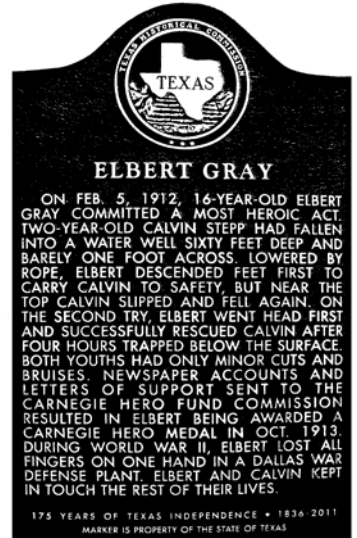 TEXAS HISTORICAL COMMISSION
TEXAS
ELBERT GRAY
ON FEB. 5, 1912, 16-YEAR-OLD ELBERT
GRAY COMMITTED A MOST HEROIC ACT.
TWO-YEAR-OLD CALVIN STEPP HAD FALLEN
INTO A WATER WELL SIXTY FEET DEEP AND
BARELY ONE FOOT ACROSS. LOWERED BY
ROPE, ELBERT DESCENDED FEET FIRST TO
CARRY CALVIN TO SAFETY, BUT NEAR THE
TOP CALVIN SLIPPED AND FELL AGAIN. ON
THE SECOND TRY, ELBERT WENT HEAD FIRST
AND SUCCESSFULLY RESCUED CALVIN AFTER
FOUR HOURS TRAPPED BELOW THE SURFACE.
BOTH YOUTHS HAD ONLY MINOR CUTS AND
BRUISES. NEWSPAPER ACCOUNTS AND
LETTERS OF SUPPORT SENT TO THE
CARNEGIE HERO FUND COMMISSION
RESULTED IN ELBERT BEING AWARDED A
CARNEGIE HERO MEDAL IN OCT. 1913.
DURING WORLD WAR II, ELBERT LOST ALL
FINGERS ON ONE HAND IN A DALLAS WAR
DEFENSE PLANT. ELBERT AND CALVIN KEPT
IN TOUCH THE REST OF THEIR LIVES.
175 YEARS OF TEXAS INDEPENDENCE • 1836-2011
MARKER IS PROPERTY OF THE STATE OF TEXAS